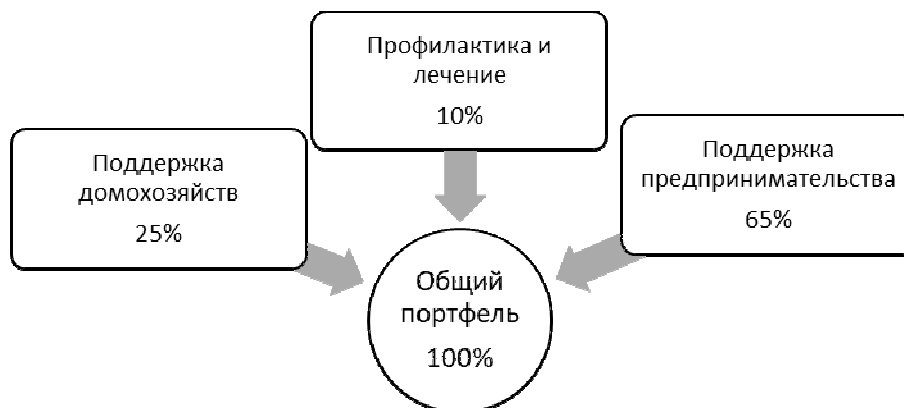 Профилактика и
лечение
10%
Поддержка
домохозяйств
25%
Поддержка
предпринимательства
65%
Общий
портфель
100%